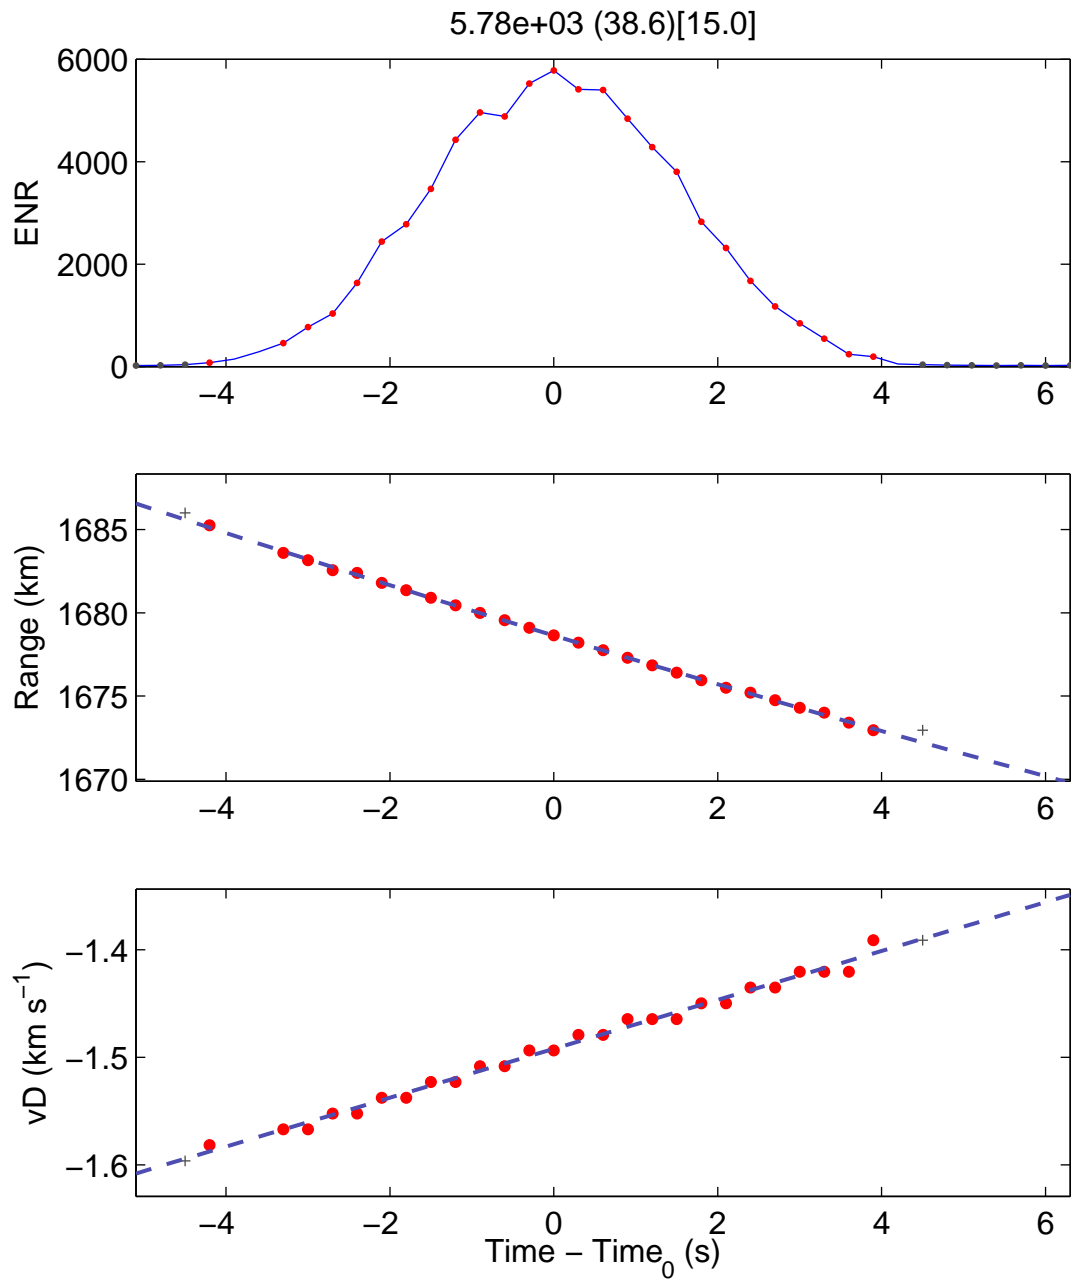 5.78e+03 (38.6)[15.0]
6000
4000
2000
0
ENR
−4 −2 0 2 4 6
1685
1680
1675
1670
Range (km)
−4 −2 0 2 4 6
−1.4
−1.5
−1.6
vD (km s⁻¹)
−4 −2 0 2 4 6
Time − Time₀ (s)